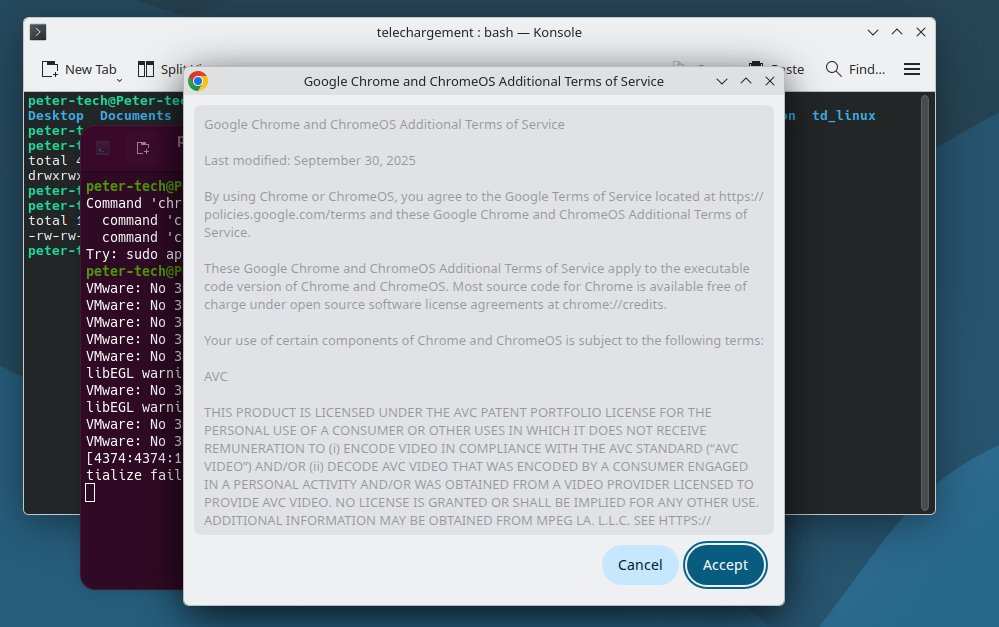 telechargement : bash — Konsole
New Tab
Split
Paste
Find...
peter-tech@Peter-te
Desktop Documents
td_linux
peter-t
peter-t
total 4
drwxrwx
peter-t
peter-t
total 1
-rw-rw-
peter-t
peter-tech@P
Command 'chr
command 'c
command 'c
Try: sudo ap
peter-tech@P
VMware: No 3
VMware: No 3
VMware: No 3
VMware: No 3
VMware: No 3
libEGL warni
VMware: No 3
libEGL warni
VMware: No 3
VMware: No 3
[4374:4374:1
tialize fail
Google Chrome and ChromeOS Additional Terms of Service
Google Chrome and ChromeOS Additional Terms of Service
Last modified: September 30, 2025
By using Chrome or ChromeOS, you agree to the Google Terms of Service located at https://
policies.google.com/terms and these Google Chrome and ChromeOS Additional Terms of
Service.
These Google Chrome and ChromeOS Additional Terms of Service apply to the executable
code version of Chrome and ChromeOS. Most source code for Chrome is available free of
charge under open source software license agreements at chrome://credits.
Your use of certain components of Chrome and ChromeOS is subject to the following terms:
AVC
THIS PRODUCT IS LICENSED UNDER THE AVC PATENT PORTFOLIO LICENSE FOR THE
PERSONAL USE OF A CONSUMER OR OTHER USES IN WHICH IT DOES NOT RECEIVE
REMUNERATION TO (i) ENCODE VIDEO IN COMPLIANCE WITH THE AVC STANDARD (“AVC
VIDEO”) AND/OR (ii) DECODE AVC VIDEO THAT WAS ENCODED BY A CONSUMER ENGAGED
IN A PERSONAL ACTIVITY AND/OR WAS OBTAINED FROM A VIDEO PROVIDER LICENSED TO
PROVIDE AVC VIDEO. NO LICENSE IS GRANTED OR SHALL BE IMPLIED FOR ANY OTHER USE.
ADDITIONAL INFORMATION MAY BE OBTAINED FROM MPEG LA, L.L.C. SEE HTTPS://
Cancel
Accept